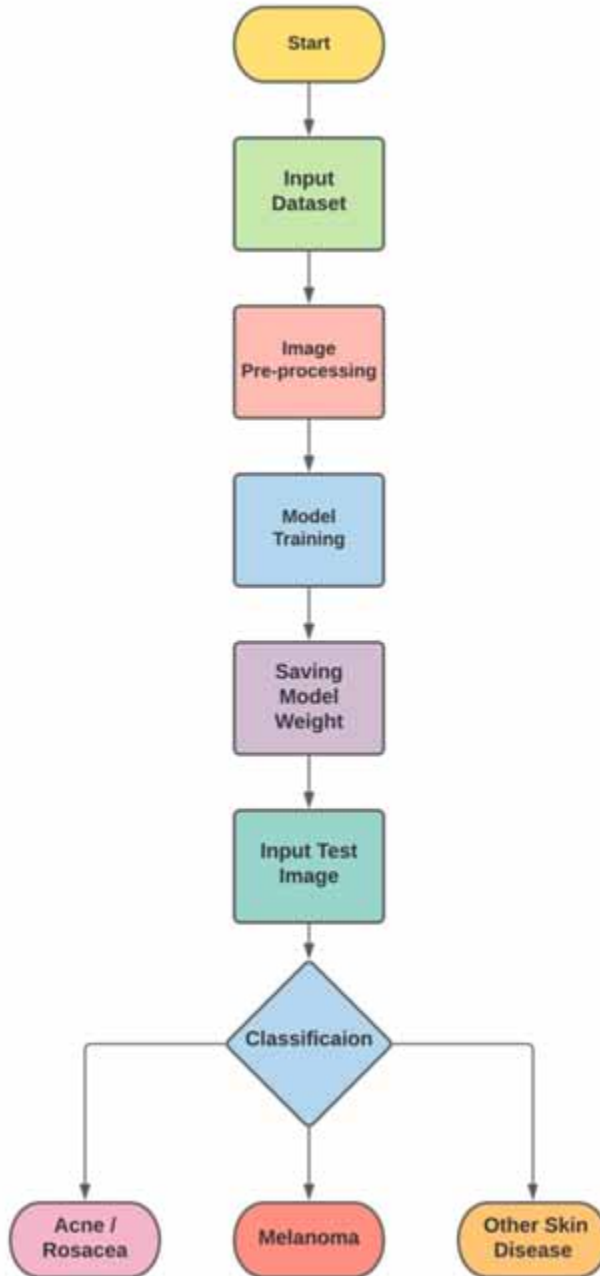 Start
Input
Dataset
Image
Pre-processing
Model
Training
Saving
Model
Weight
Input Test
Image
Classificaion
Acne /
Rosacea
Melanoma
Other Skin
Disease